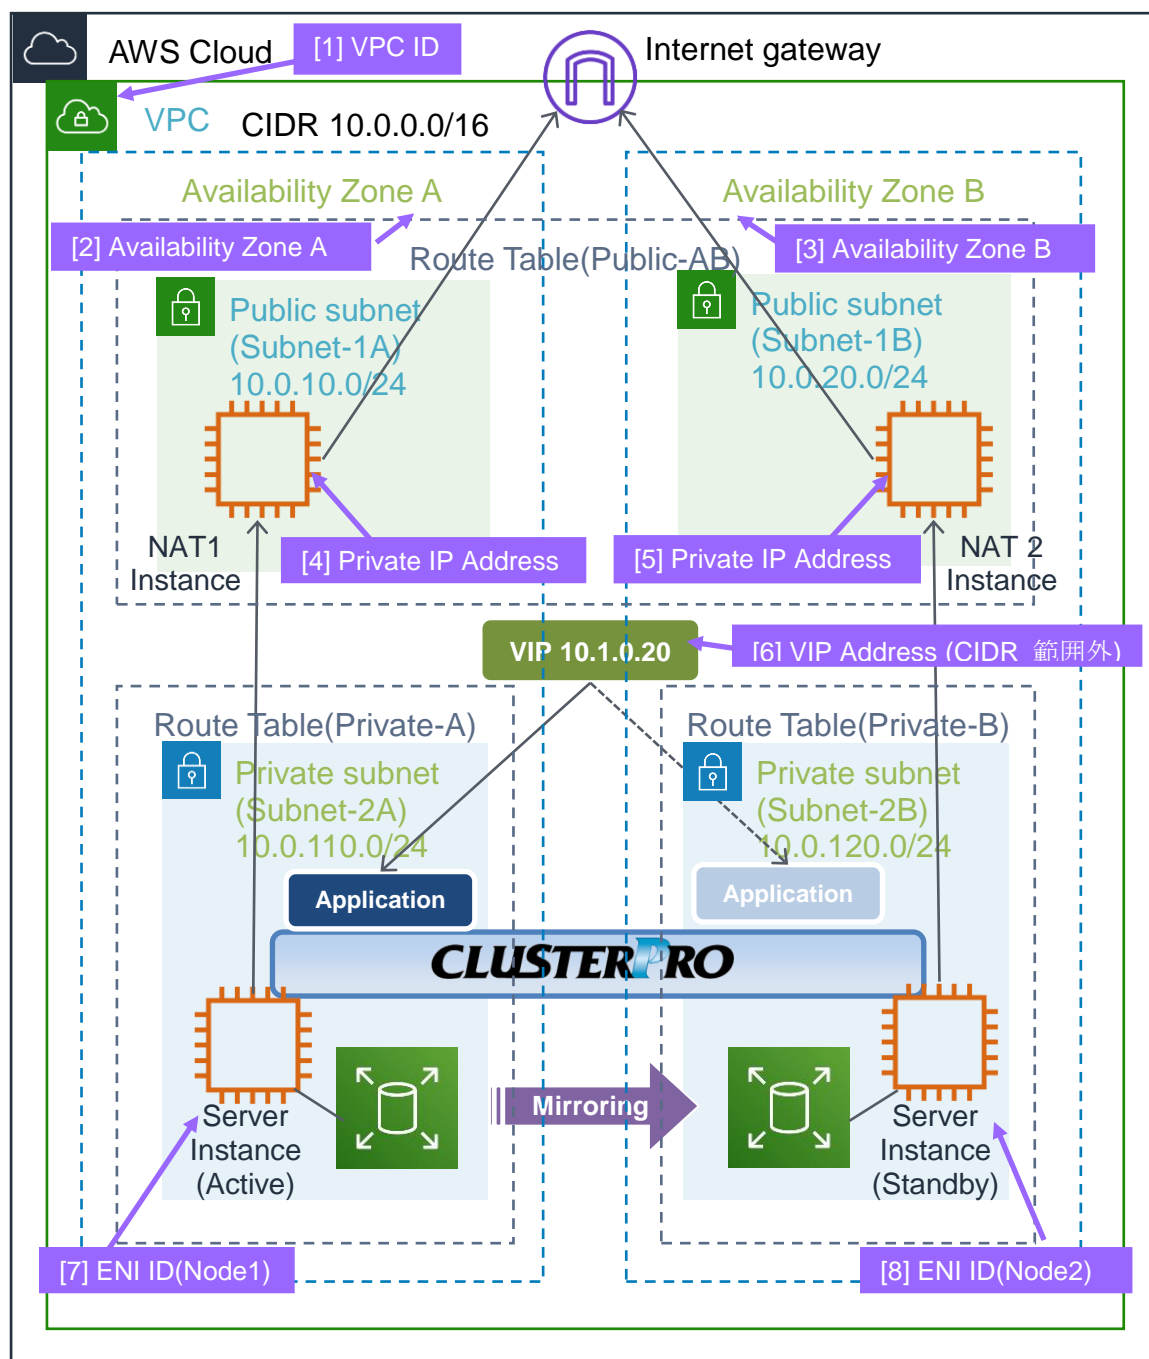 AWS Cloud
[1] VPC ID
Internet gateway
VPC
CIDR 10.0.0.0/16
Availability Zone A
Availability Zone B
[2] Availability Zone A
[3] Availability Zone B
Route Table(Public-AB)
Public subnet
(Subnet-1A)
10.0.10.0/24
Public subnet
(Subnet-1B)
10.0.20.0/24
NAT1
Instance
[4] Private IP Address
[5] Private IP Address
NAT 2
Instance
VIP 10.1.0.20
[6] VIP Address (CIDR 範囲外)
Route Table(Private-A)
Route Table(Private-B)
Private subnet
(Subnet-2A)
10.0.110.0/24
Private subnet
(Subnet-2B)
10.0.120.0/24
Application
Application
CLUSTERPRO
Mirroring
Server
Instance
(Active)
Server
Instance
(Standby)
[7] ENI ID(Node1)
[8] ENI ID(Node2)